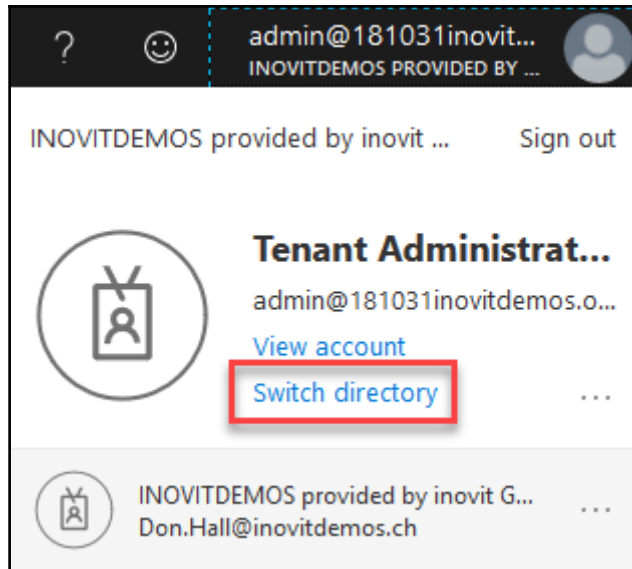 ?
admin@181031inovit...
INOVITDEMOS PROVIDED BY ...
INOVITDEMOS provided by inovit ... Sign out
Tenant Administrat...
admin@181031inovitdemos.o...
View account
Switch directory ...
INOVITDEMOS provided by inovit G... ...
Don.Hall@inovitdemos.ch